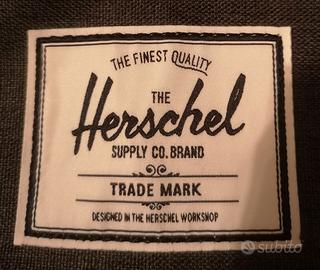 THE FINEST QUALITY
THE
Herschel
SUPPLY CO. BRAND
TRADE MARK
DESIGNED IN THE HERSCHEL WORKSHOP
subito